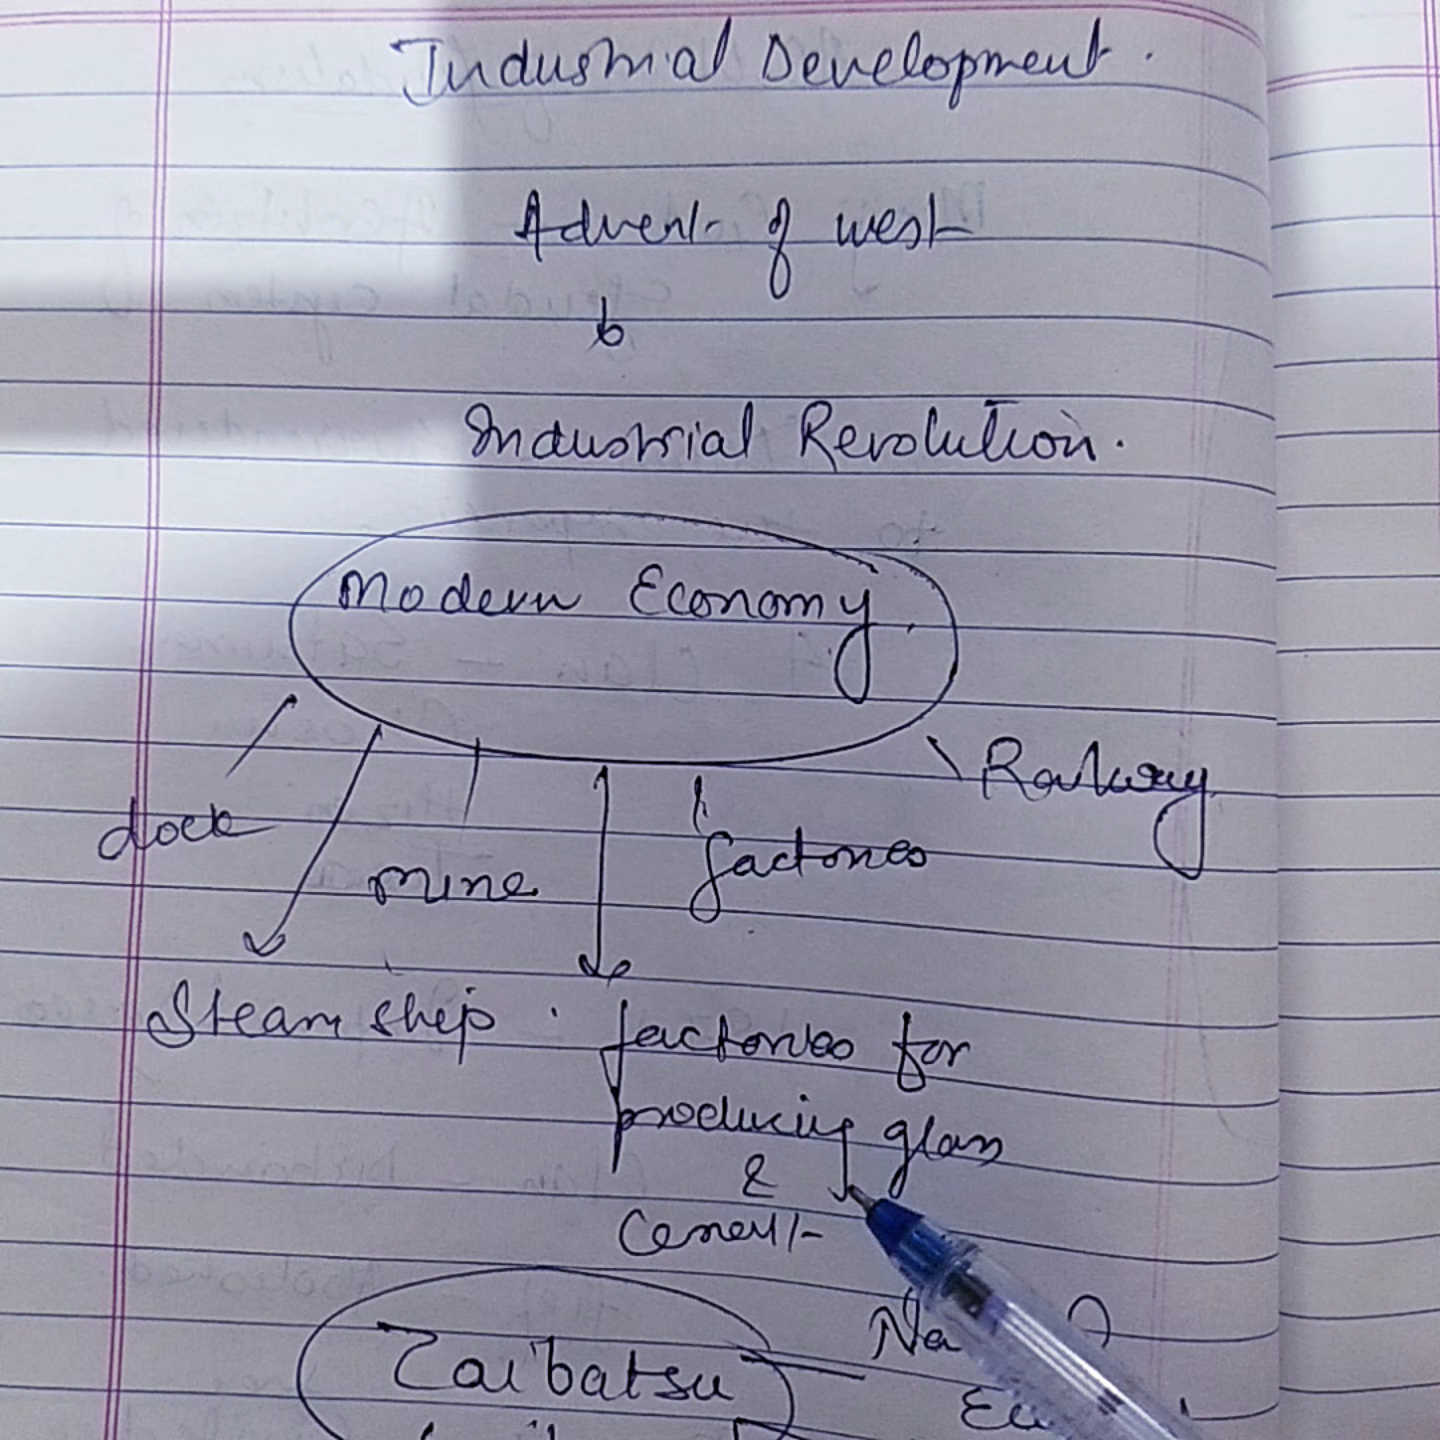 Industrial Development.
Advent of west
Industrial Revolution.
Modern Economy
Railway
dock
mine
factories
Steam ship
factories for
producing glass
&
Cement
Zaibatsu